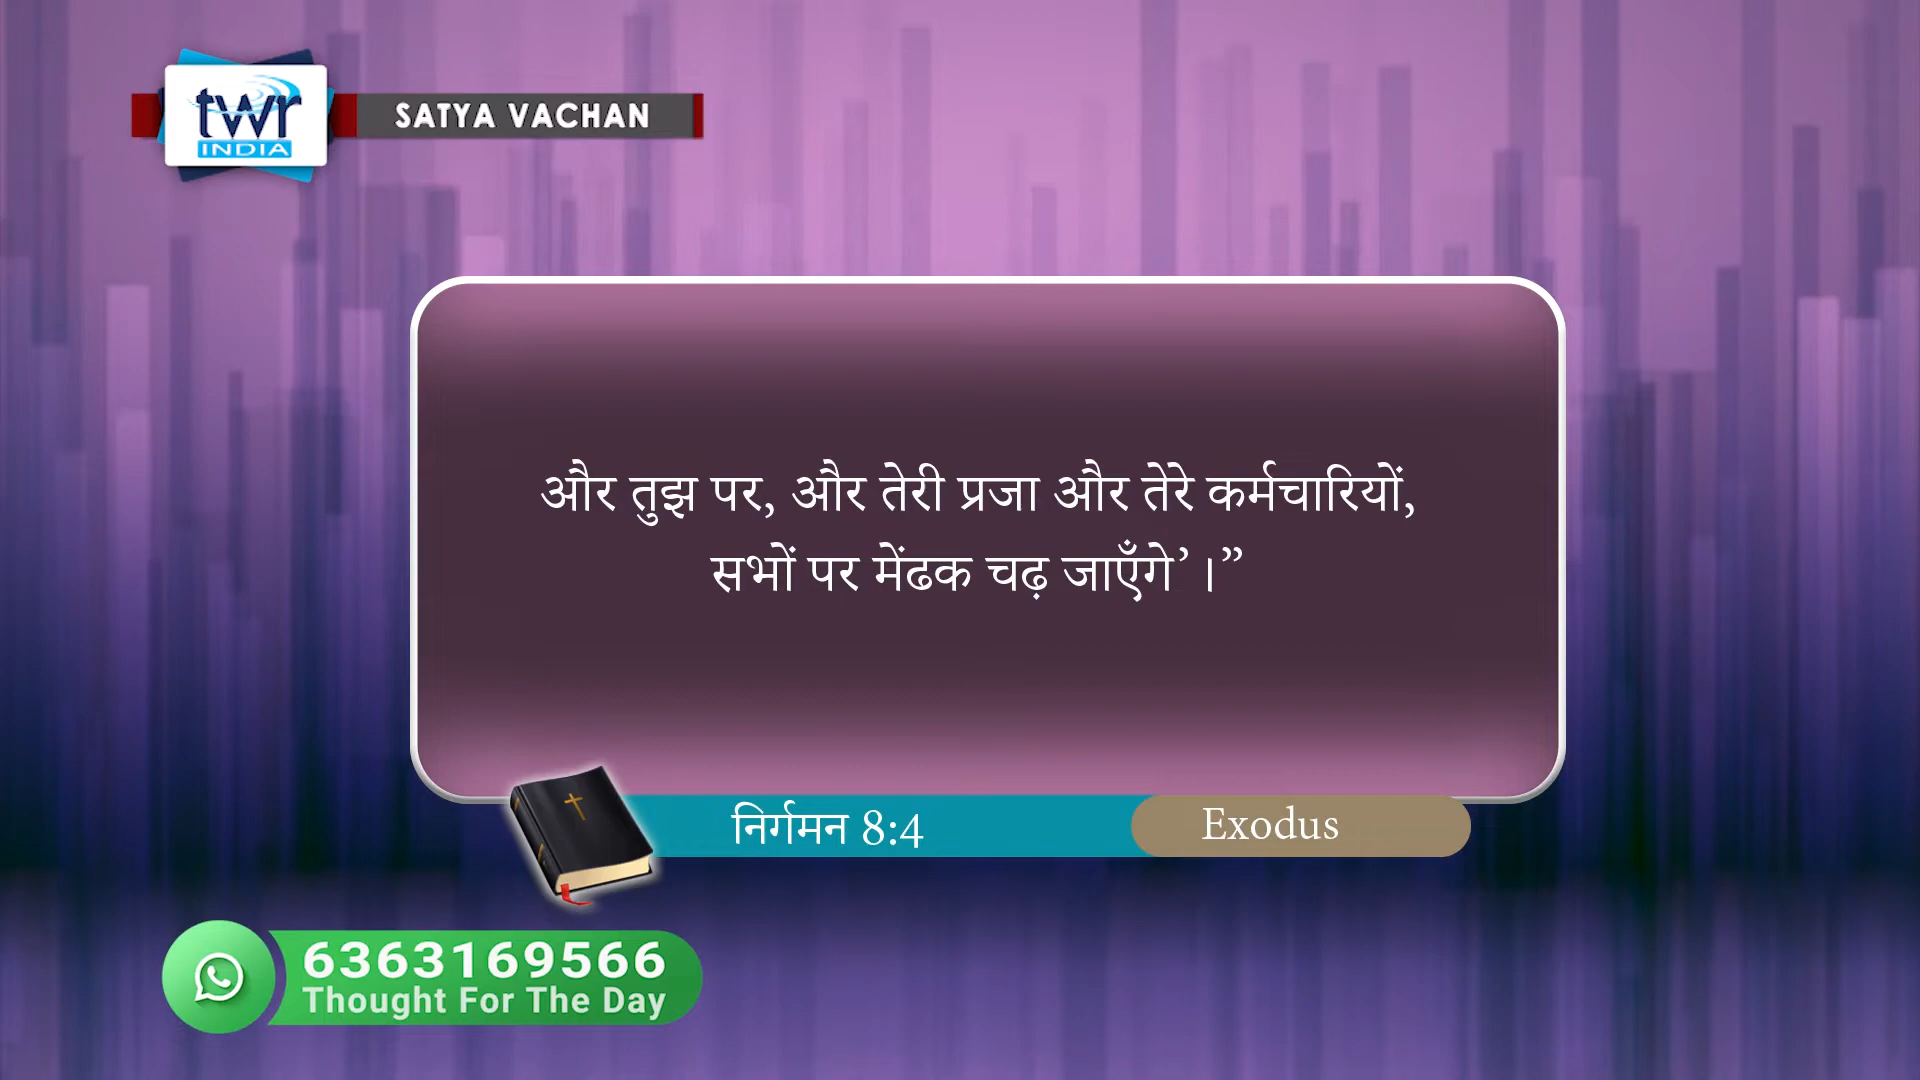 twr
INDIA
SATYA VACHAN
और तुझ पर, और तेरी प्रजा और तेरे कर्मचारियों,
सभों पर मेंढक चढ़ जाएँगे’।”
निर्गमन 8:4
Exodus
6363169566
Thought For The Day